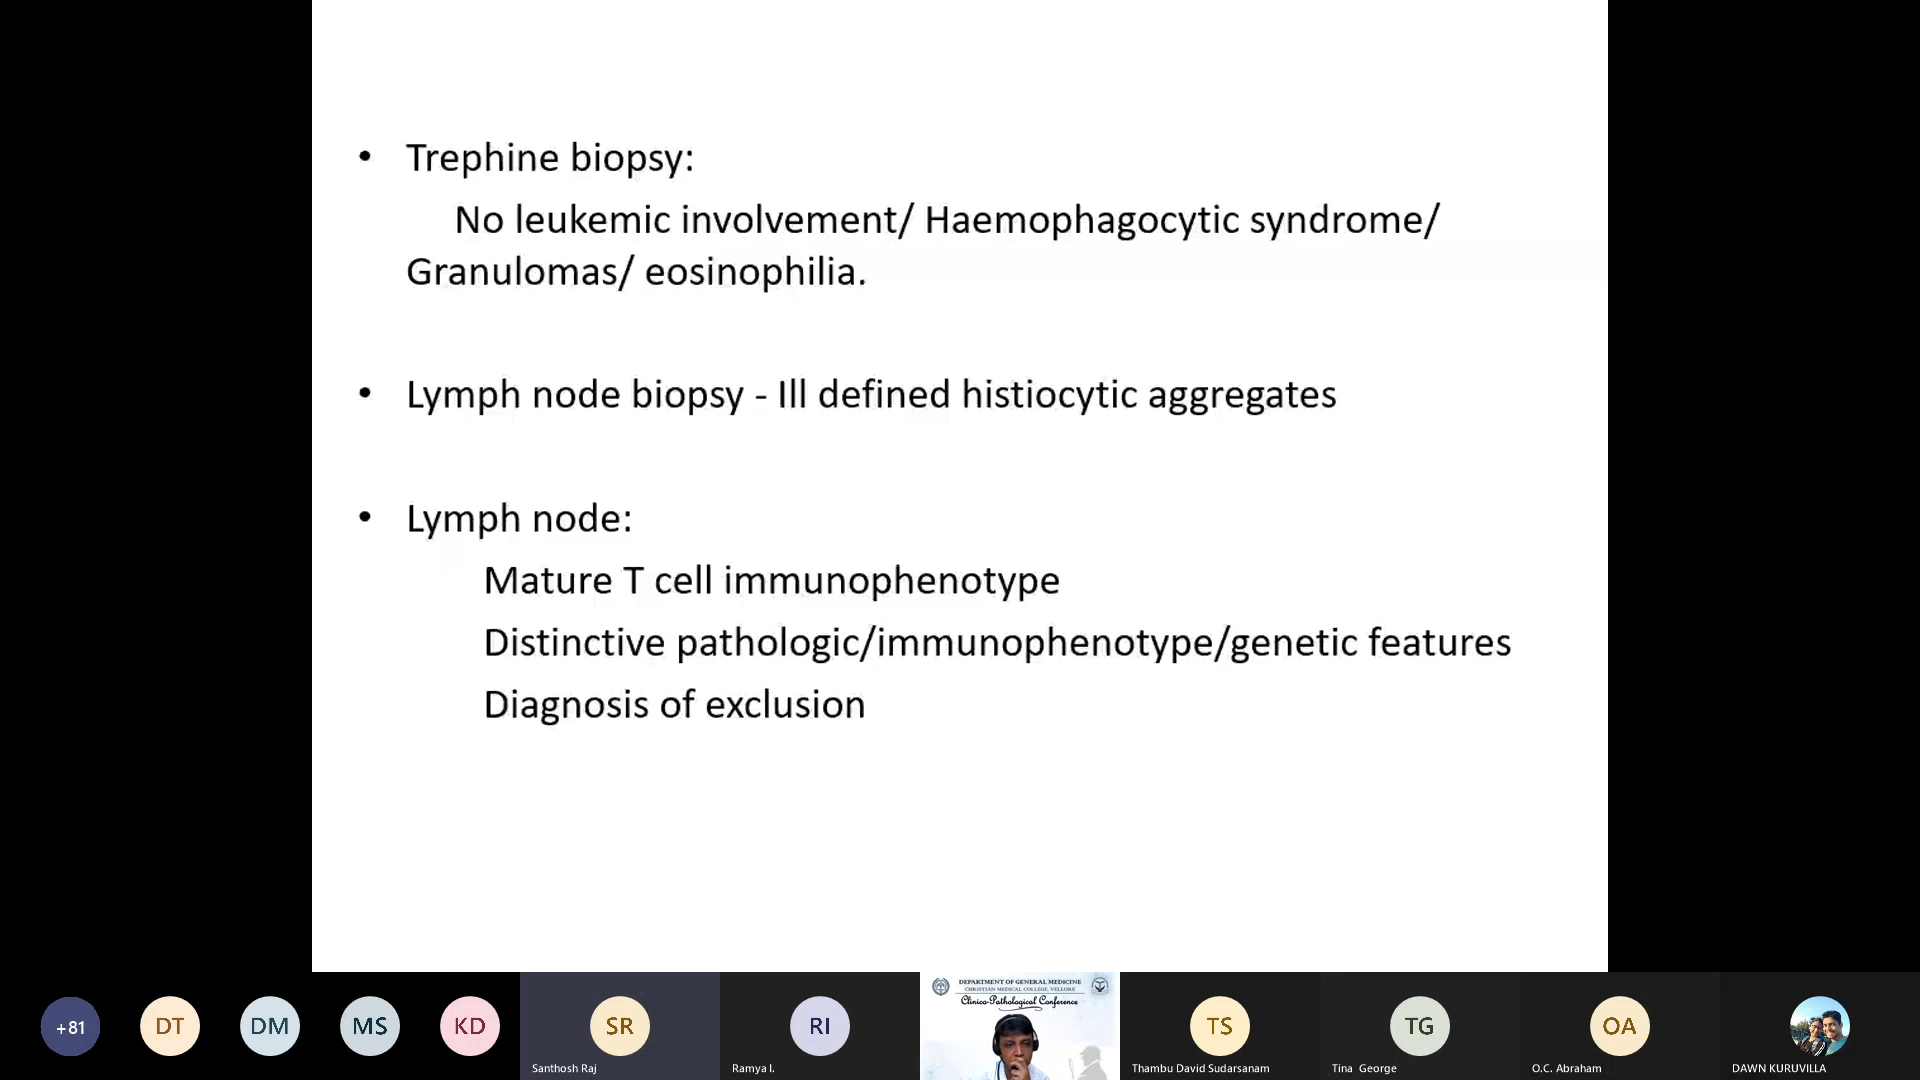 • Trephine biopsy:
No leukemic involvement/ Haemophagocytic syndrome/
Granulomas/ eosinophilia.
• Lymph node biopsy - Ill defined histiocytic aggregates
• Lymph node:
Mature T cell immunophenotype
Distinctive pathologic/immunophenotype/genetic features
Diagnosis of exclusion
+81
DT
DM
MS
KD
SR
Santhosh Raj
RI
Ramya I.
DEPARTMENT OF GENERAL MEDICINE
CHRISTIAN MEDICAL COLLEGE, VELLORE
Clinico-Pathological Conference
TS
Thambu David Sudarsanam
TG
Tina George
OA
O.C. Abraham
DAWN KURUVILLA